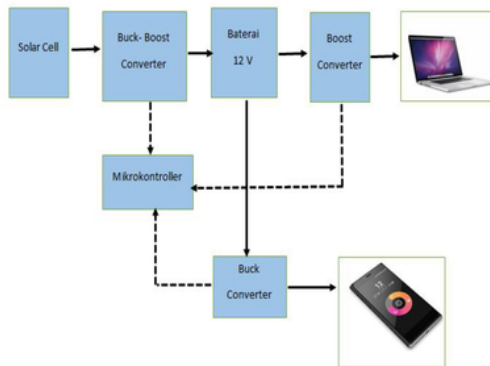 Solar Cell
Buck- Boost
Converter
Baterai
12 V
Boost
Converter
Mikrokontroller
Buck
Converter
12